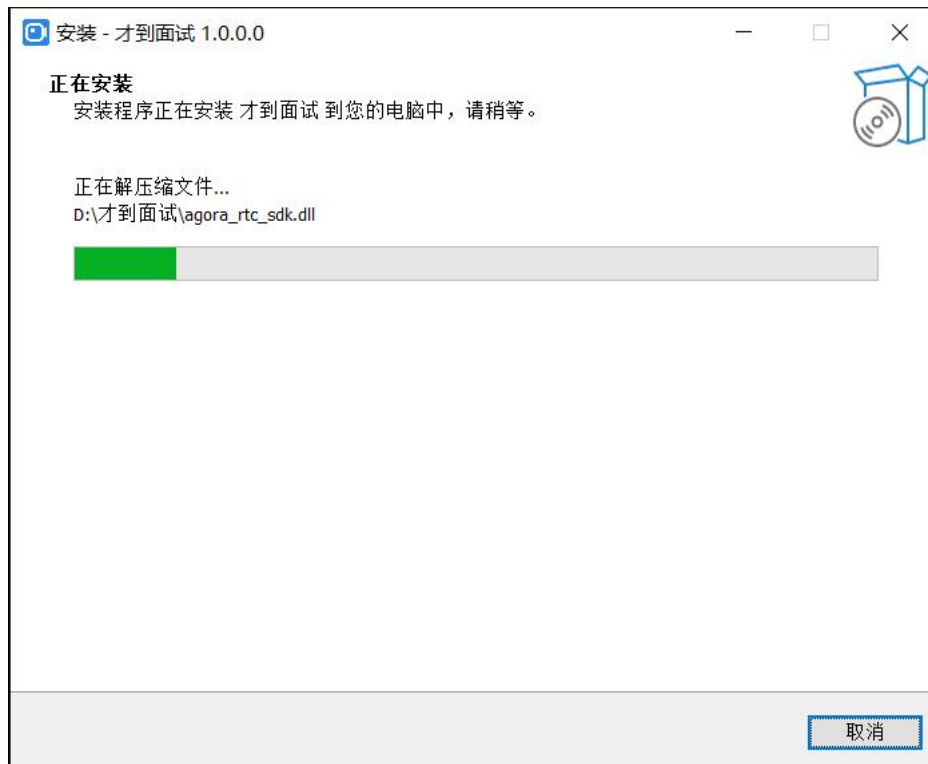 安装 - 才到面试 1.0.0.0
正在安装
安装程序正在安装 才到面试 到您的电脑中，请稍等。
正在解压缩文件...
D:\才到面试\agora_rtc_sdk.dll
取消